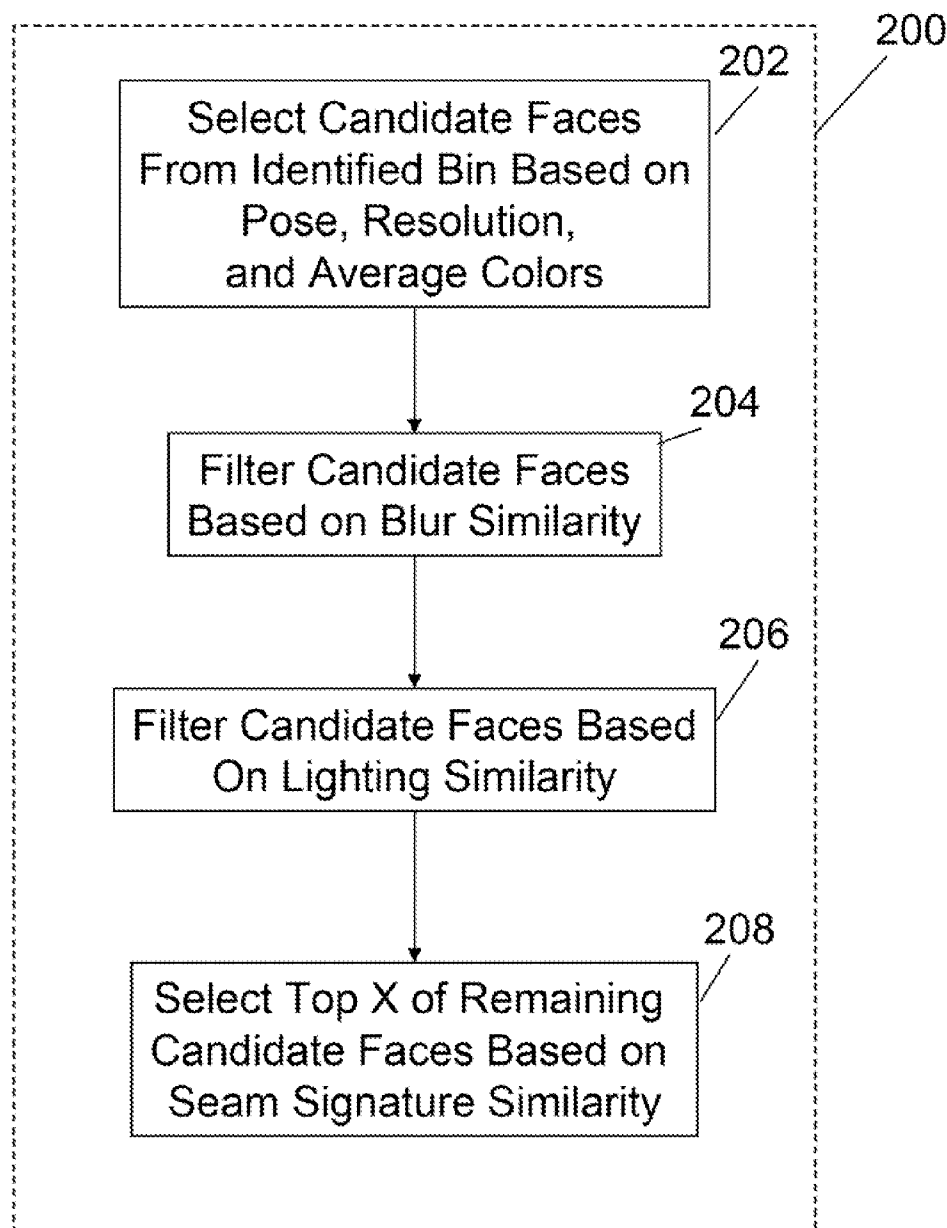 200
202
Select Candidate Faces
From Identified Bin Based on
Pose, Resolution,
and Average Colors
204
Filter Candidate Faces
Based on Blur Similarity
206
Filter Candidate Faces Based
On Lighting Similarity
208
Select Top X of Remaining
Candidate Faces Based on
Seam Signature Similarity